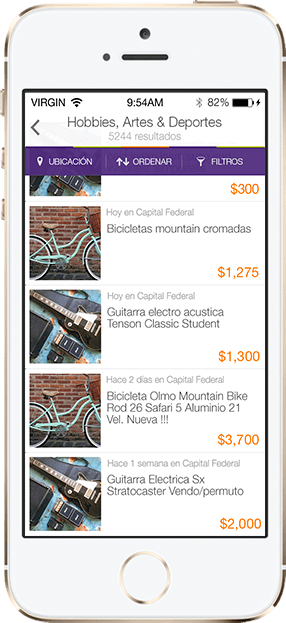 VIRGIN 9:54AM 82%
Hobbies, Artes & Deportes
5244 resultados
UBICACIÓN ORDENAR FILTROS
$300
Hoy en Capital Federal
Bicicletas mountain cromadas
$1,275
Hoy en Capital Federal
Guitarra electro acustica
Tenson Classic Student
$1,300
Hace 2 días en Capital Federal
Bicicleta Olmo Mountain Bike
Rod 26 Safari 5 Aluminio 21
Vel. Nueva !!!
$3,700
Hace 1 semana en Capital Federal
Guitarra Electrica Sx
Stratocaster Vendo/permuto
$2,000